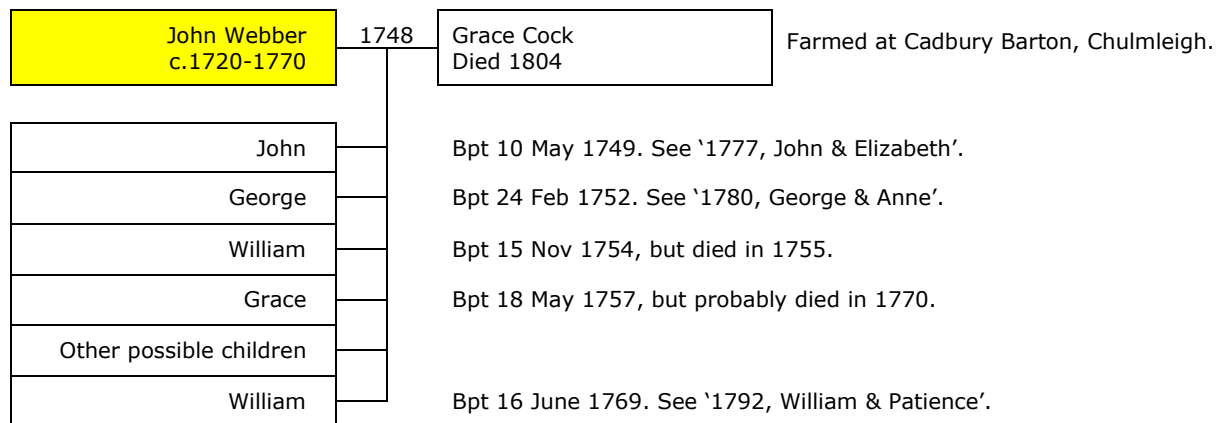 John Webber
c.1720-1770
1748
Grace Cock
Died 1804
Farmed at Cadbury Barton, Chulmleigh.
John
Bpt 10 May 1749. See ‘1777, John & Elizabeth’.
George
Bpt 24 Feb 1752. See ‘1780, George & Anne’.
William
Bpt 15 Nov 1754, but died in 1755.
Grace
Bpt 18 May 1757, but probably died in 1770.
Other possible children
William
Bpt 16 June 1769. See ‘1792, William & Patience’.